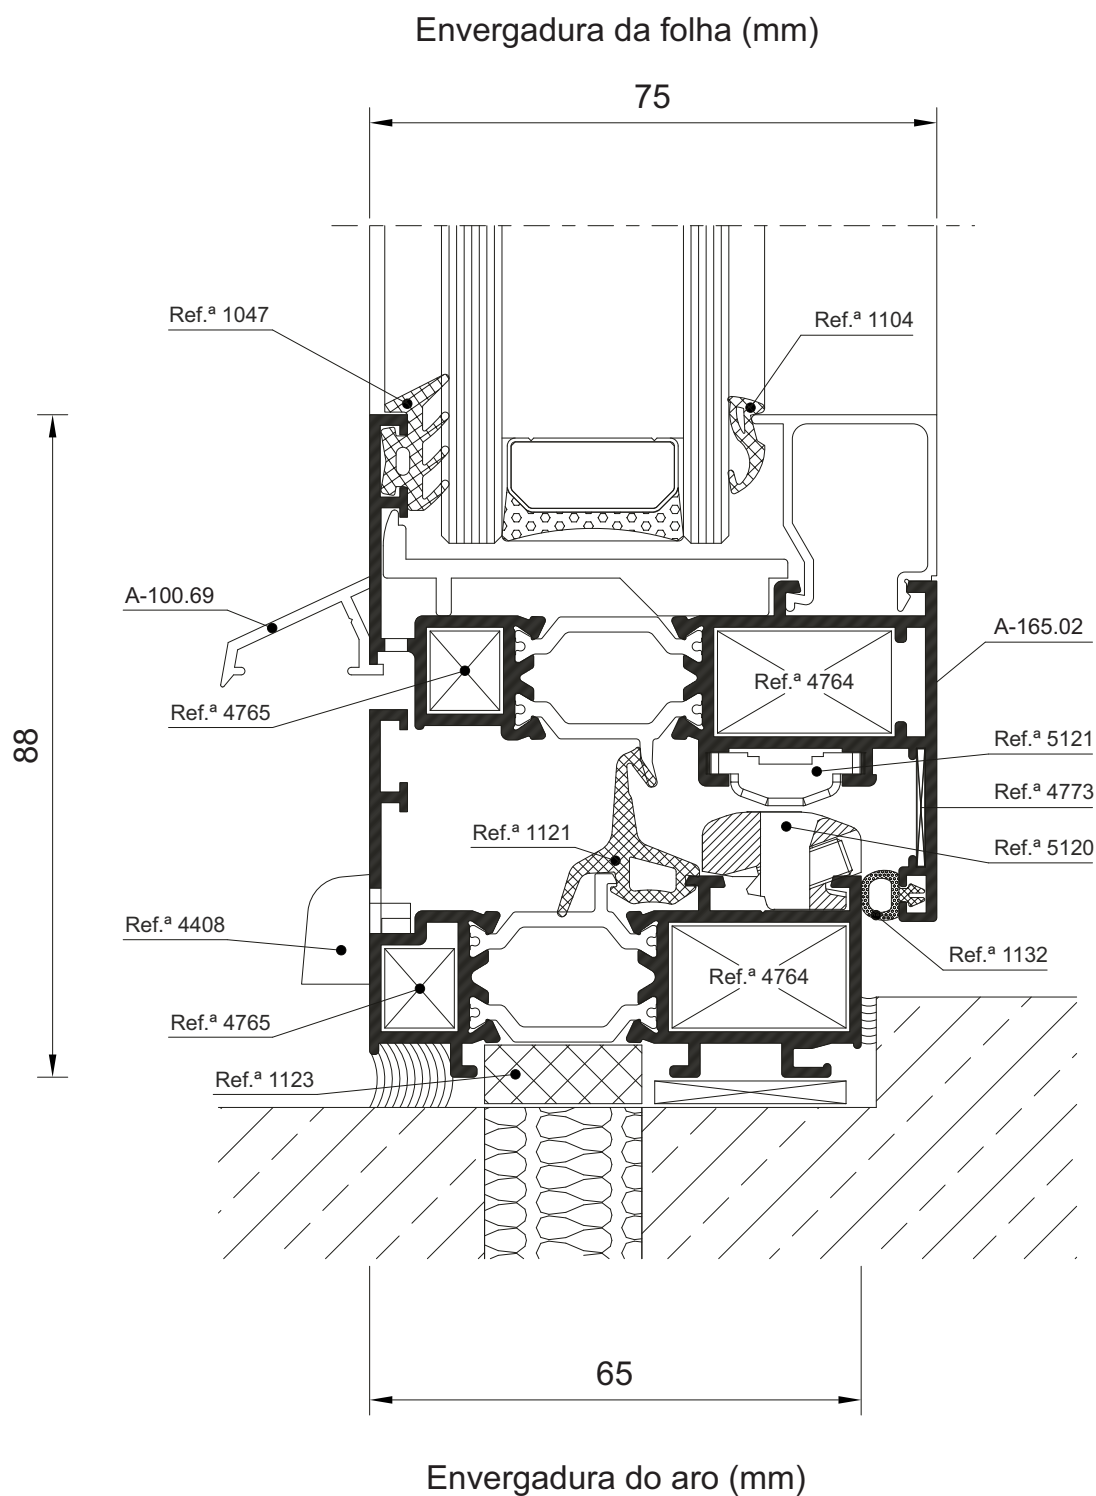 Envergadura da folha (mm)
75
Ref.ª 1047
Ref.ª 1104
A-100.69
A-165.02
Ref.ª 4764
Ref.ª 4765
Ref.ª 5121
88
Ref.ª 4773
Ref.ª 1121
Ref.ª 5120
Ref.ª 4408
Ref.ª 1132
Ref.ª 4764
Ref.ª 4765
Ref.ª 1123
65
Envergadura do aro (mm)